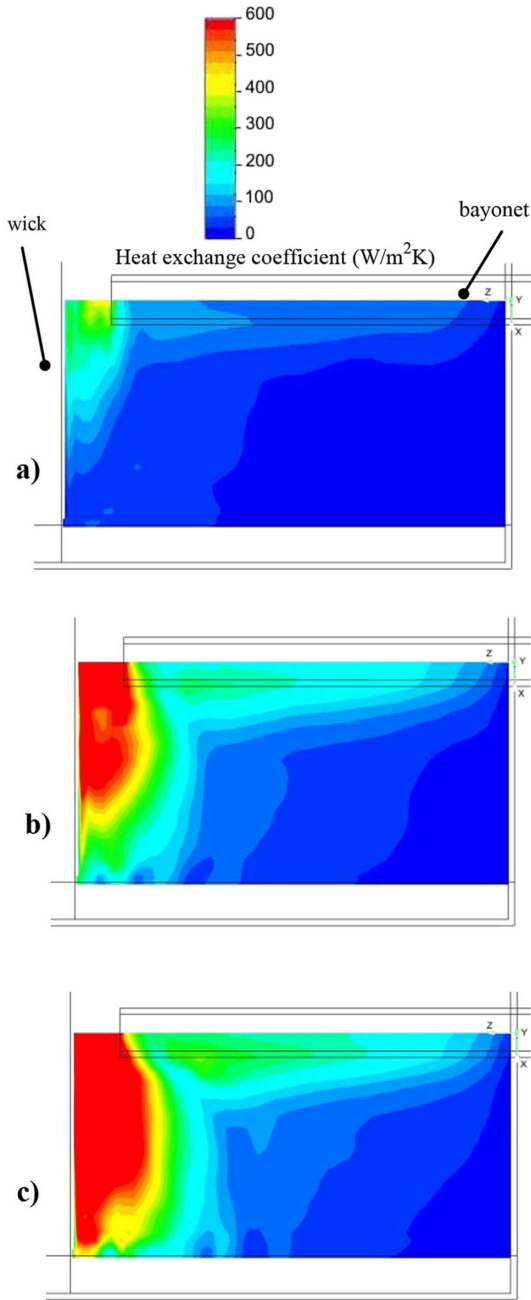 600
500
400
300
200
100
0
wick
bayonet
Heat exchange coefficient (W/m²K)
Z
Y
X
a)
Z
Y
X
b)
Z
Y
X
c)